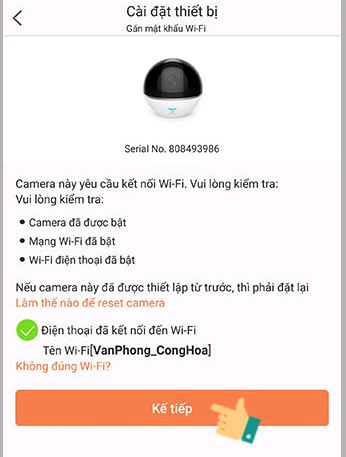 Cài đặt thiết bị
Gán mật khẩu Wi-Fi
Serial No. 808493986
Camera này yêu cầu kết nối Wi-Fi. Vui lòng kiểm tra:
Vui lòng kiểm tra:
• Camera đã được bật
• Mạng Wi-Fi đã bật
• Wi-Fi điện thoại đã bật
Nếu camera này đã được thiết lập từ trước, thì phải đặt lại
Làm thế nào để reset camera
Điện thoại đã kết nối đến Wi-Fi
Tên Wi-Fi[VanPhong_CongHoa]
Không đúng Wi-Fi?
Kế tiếp